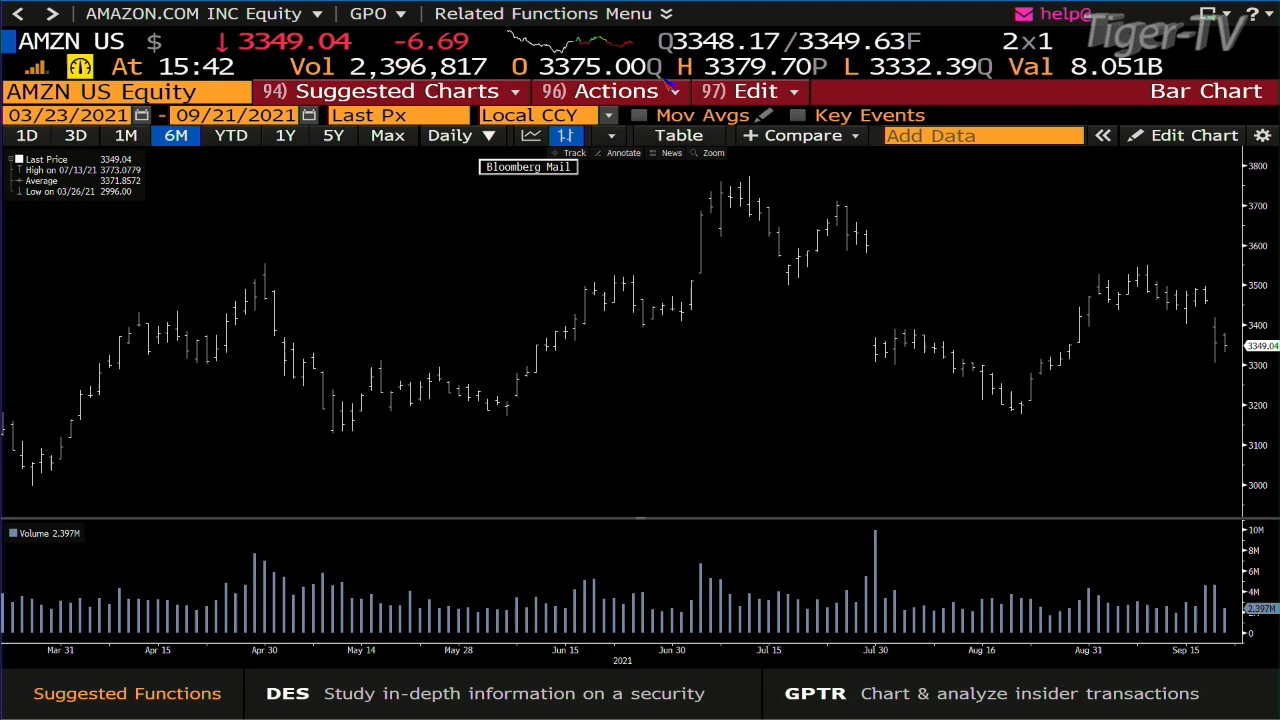 < > AMAZON.COM INC Equity GPO Related Functions Menu help@ ?
Tiger-TV
AMZN US $ ↓ 3349.04 -6.69 Q3348.17/3349.63F 2×1
At 15:42 Vol 2,396,817 O 3375.00Q H 3379.70P L 3332.39Q Val 8.051B
AMZN US Equity 94) Suggested Charts 96) Actions 97) Edit Bar Chart
03/23/2021 - 09/21/2021 Last Px Local CCY Mov Avgs Key Events
1D 3D 1M 6M YTD 1Y 5Y Max Daily ▼ Table + Compare Add Data « Edit Chart
Track Annotate News Zoom
Bloomberg Mail
Last Price 3349.04
High on 07/13/21 3773.0779
Average 3371.8572
Low on 03/26/21 2996.00
3800
3700
3600
3500
3400
3349.04
3300
3200
3100
3000
Volume 2.397M
10M
8M
6M
4M
2.397M
0
Mar 31 Apr 15 Apr 30 May 14 May 28 Jun 15 Jun 30 Jul 15 Jul 30 Aug 16 Aug 31 Sep 15
2021
Suggested Functions DES Study in-depth information on a security GPTR Chart & analyze insider transactions